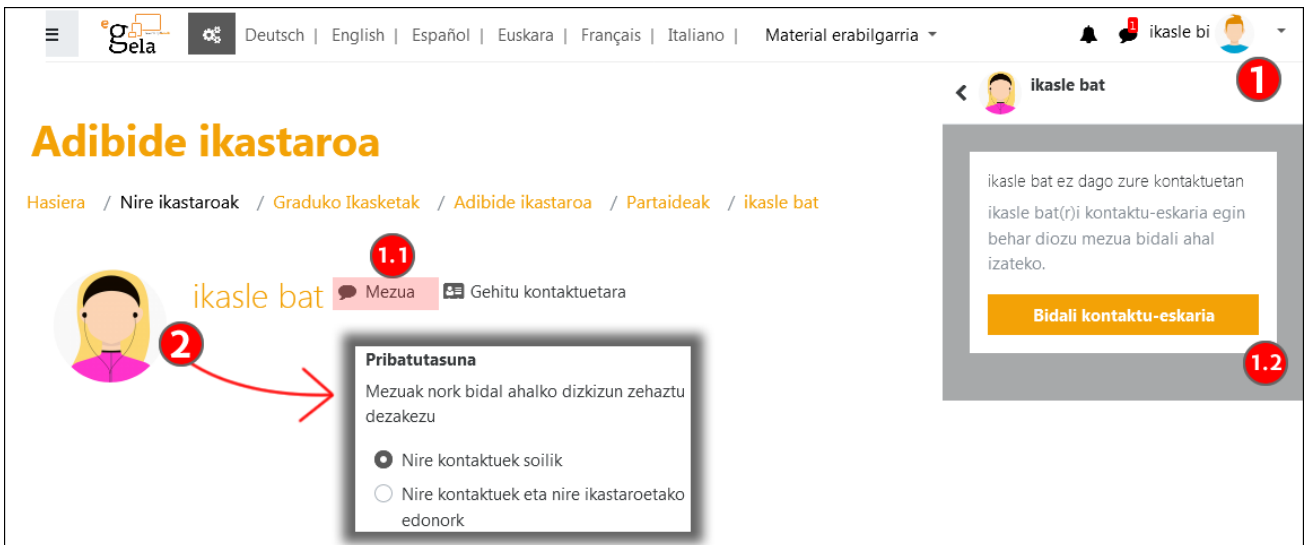 eGela
Deutsch | English | Español | Euskara | Français | Italiano | Material erabilgarria
1 ikasle bi
1
ikasle bat
Adibide ikastaroa
Hasiera / Nire ikastaroak / Graduko Ikasketak / Adibide ikastaroa / Partaideak / ikasle bat
1.1
ikasle bat Mezua Gehitu kontaktuetara
2
Pribatutasuna
Mezuak nork bidal ahalko dizkizun zehaztu
dezakezu
Nire kontaktuek soilik
Nire kontaktuek eta nire ikastaroetako
edonork
ikasle bat ez dago zure kontaktuetan
ikasle bat(r)i kontaktu-eskaria egin
behar diozu mezua bidali ahal
izateko.
Bidali kontaktu-eskaria
1.2